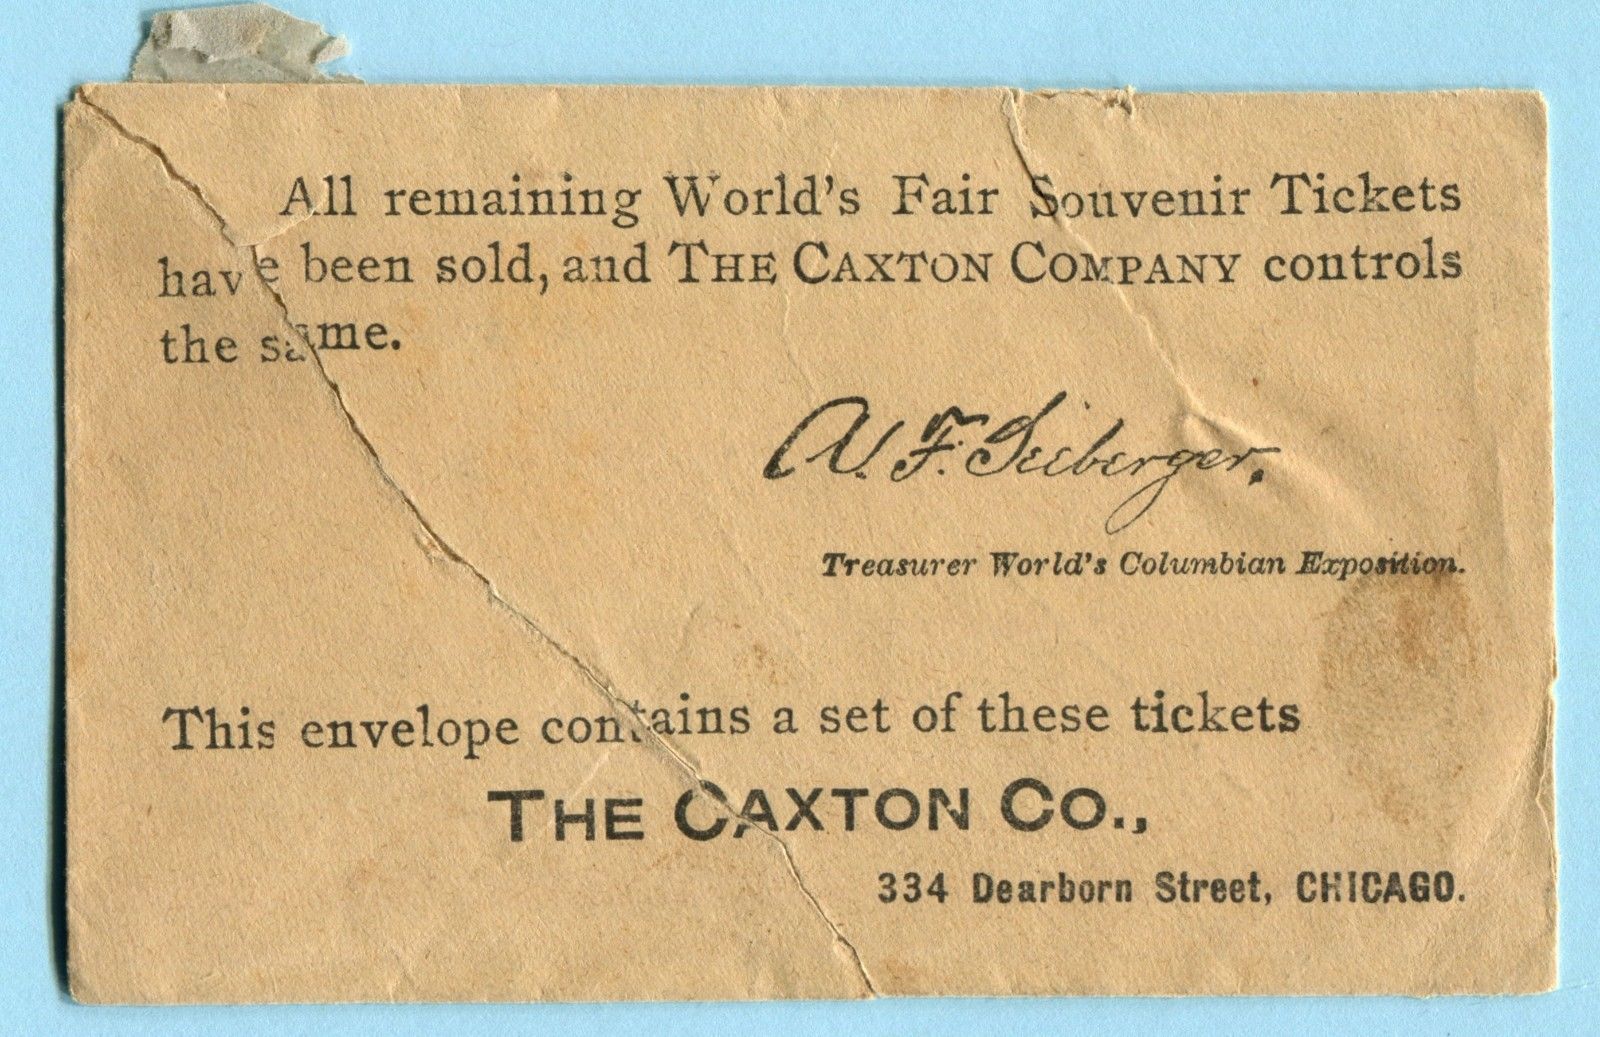 All remaining World's Fair Souvenir Tickets
have been sold, and THE CAXTON COMPANY controls
the same.
A. F. Seeberger.
Treasurer World's Columbian Exposition.
This envelope contains a set of these tickets
THE CAXTON CO.,
334 Dearborn Street, CHICAGO.